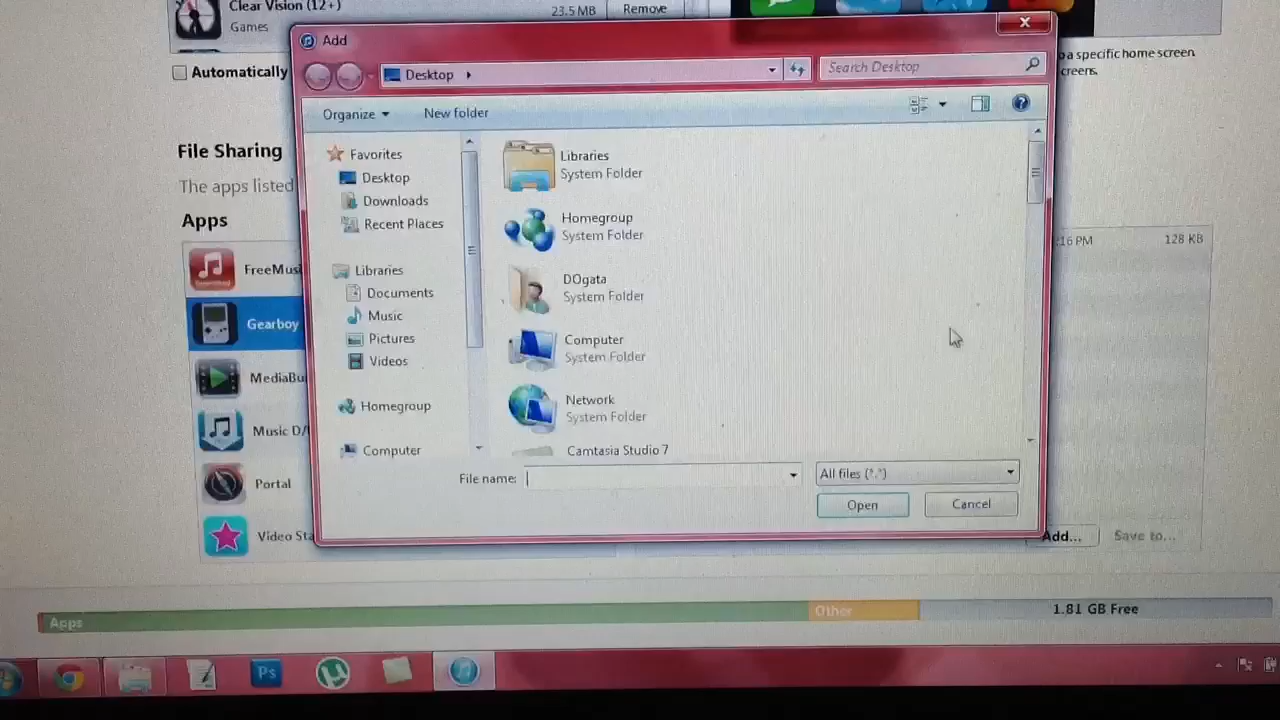 Clear Vision (12+)
Games
23.5 MB
Remove
Add
a specific home screen
creens.
Automatically
Desktop
Search Desktop
Organize
New folder
File Sharing
The apps listed
Apps
Favorites
Desktop
Downloads
Recent Places
Libraries
Documents
Music
Pictures
Videos
Homegroup
Computer
Libraries
System Folder
Homegroup
System Folder
DOgata
System Folder
Computer
System Folder
Network
System Folder
Camtasia Studio 7
:16 PM
128 KB
FreeMus
Gearboy
MediaBu
Music D/
Portal
Video Sta
File name:
All files (*.*)
Open
Cancel
Add...
Save to...
Apps
Other
1.81 GB Free
Ps